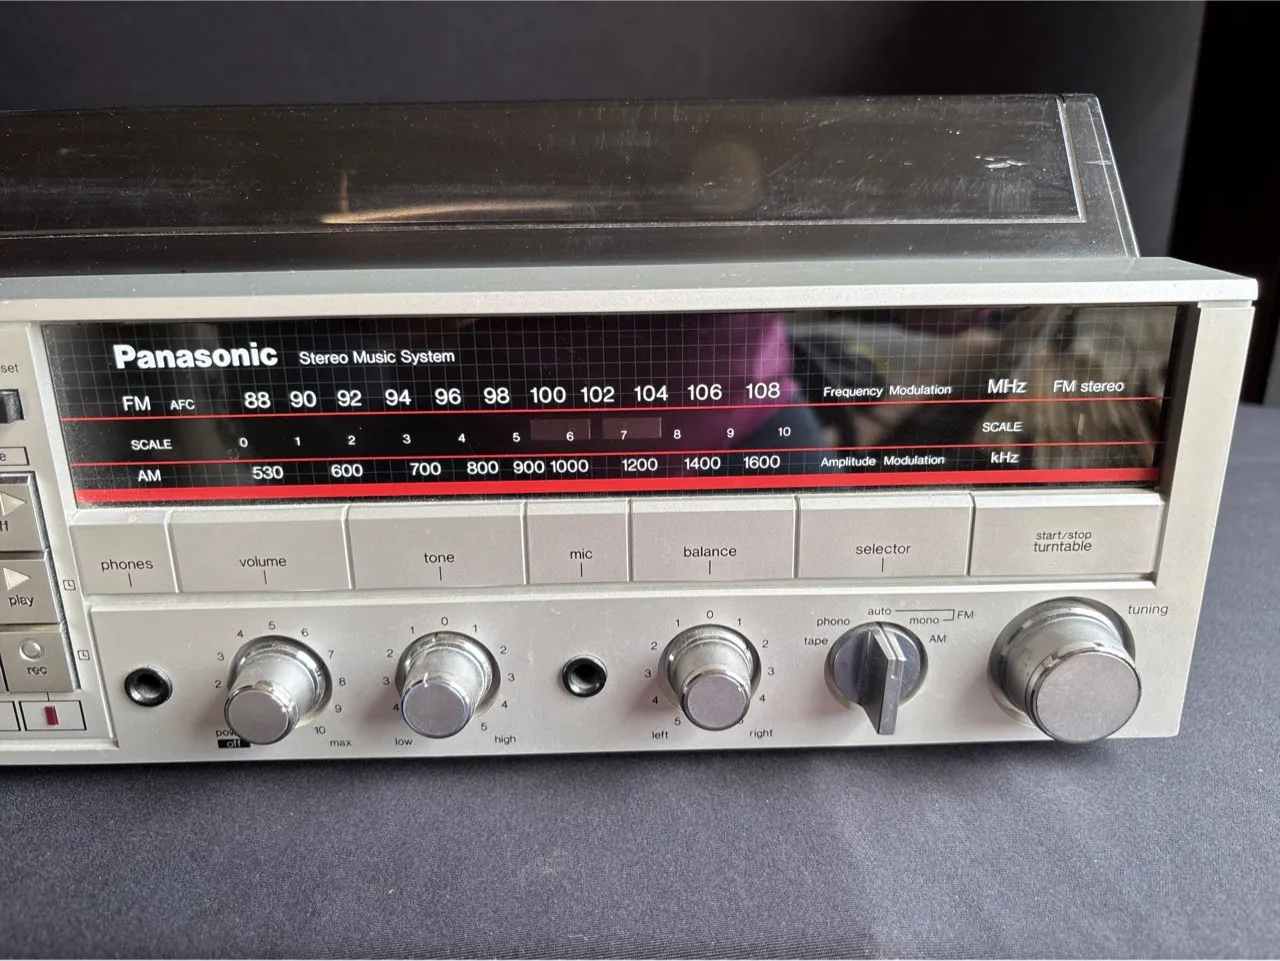 Panasonic Stereo Music System
FM AFC 88 90 92 94 96 98 100 102 104 106 108 Frequency Modulation MHz FM stereo
SCALE 0 1 2 3 4 5 6 7 8 9 10 SCALE
AM 530 600 700 800 900 1000 1200 1400 1600 Amplitude Modulation kHz
phones volume tone mic balance selector start/stop turntable
play
rec
2 3 4 5 6 7 8 9 10
off max
4 3 2 1 0 1 2 3 4 5
low high
5 4 3 2 1 0 1 2 3 4
left right
tape phono auto mono FM
AM
tuning